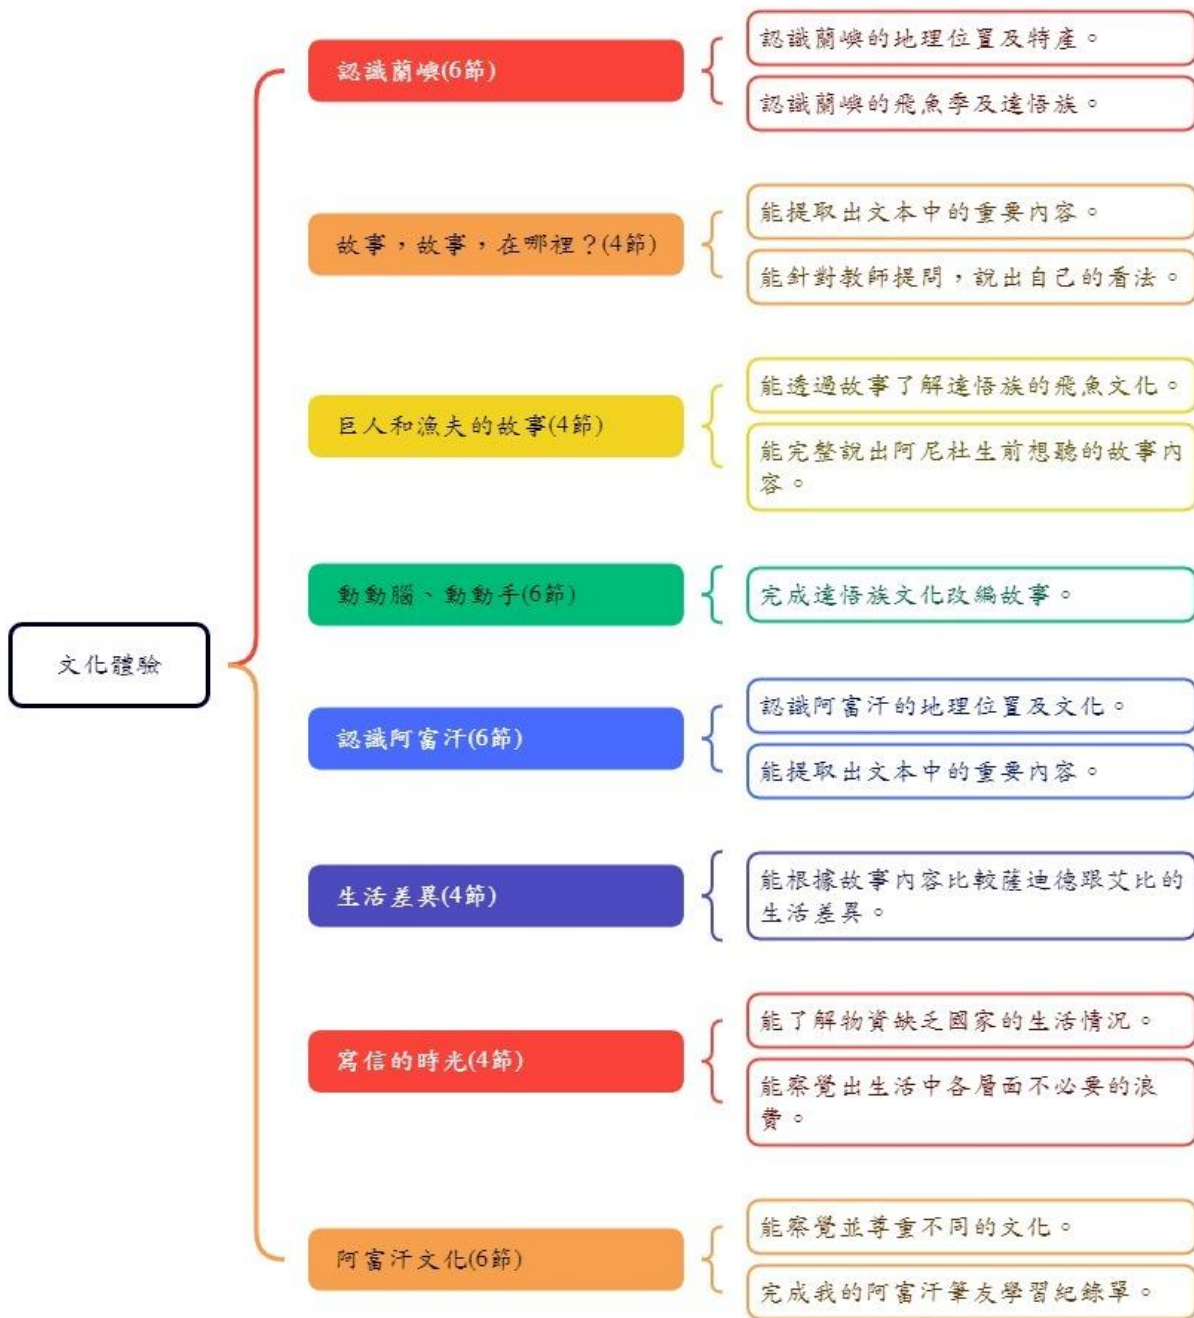 文化體驗
認識蘭嶼(6節)
認識蘭嶼的地理位置及特產。
認識蘭嶼的飛魚季及達悟族。
故事，故事，在哪裡？(4節)
能提取出文本中的重要內容。
能針對教師提問，說出自己的看法。
巨人和漁夫的故事(4節)
能透過故事了解達悟族的飛魚文化。
能完整說出阿尼杜生前想聽的故事內
容。
動動腦、動動手(6節)
完成達悟族文化改編故事。
認識阿富汗(6節)
認識阿富汗的地理位置及文化。
能提取出文本中的重要內容。
生活差異(4節)
能根據故事內容比較薩迪德跟艾比的
生活差異。
寫信的時光(4節)
能了解物資缺乏國家的生活情況。
能察覺出生活中各層面不必要的浪
費。
阿富汗文化(6節)
能察覺並尊重不同的文化。
完成我的阿富汗筆友學習紀錄單。